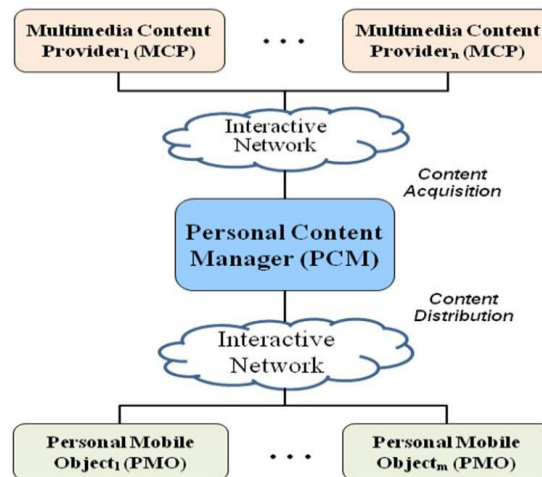 Multimedia Content
Provider₁ (MCP)
• • •
Multimedia Content
Providerₙ (MCP)
Interactive
Network
Content
Acquisition
Personal Content
Manager (PCM)
Content
Distribution
Interactive
Network
Personal Mobile
Object₁ (PMO)
• • •
Personal Mobile
Objectₘ (PMO)